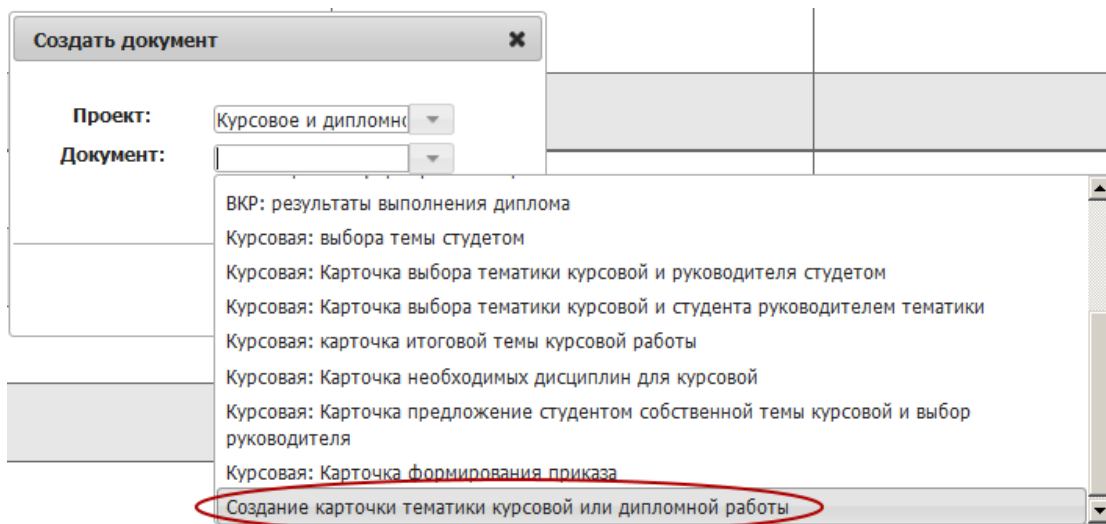 Создать документ
Проект:
Курсовое и дипломно
Документ:
ВКР: результаты выполнения диплома
Курсовая: выбора темы студетом
Курсовая: Карточка выбора тематики курсовой и руководителя студетом
Курсовая: Карточка выбора тематики курсовой и студента руководителем тематики
Курсовая: карточка итоговой темы курсовой работы
Курсовая: Карточка необходимых дисциплин для курсовой
Курсовая: Карточка предложение студентом собственной темы курсовой и выбор
руководителя
Курсовая: Карточка формирования приказа
Создание карточки тематики курсовой или дипломной работы